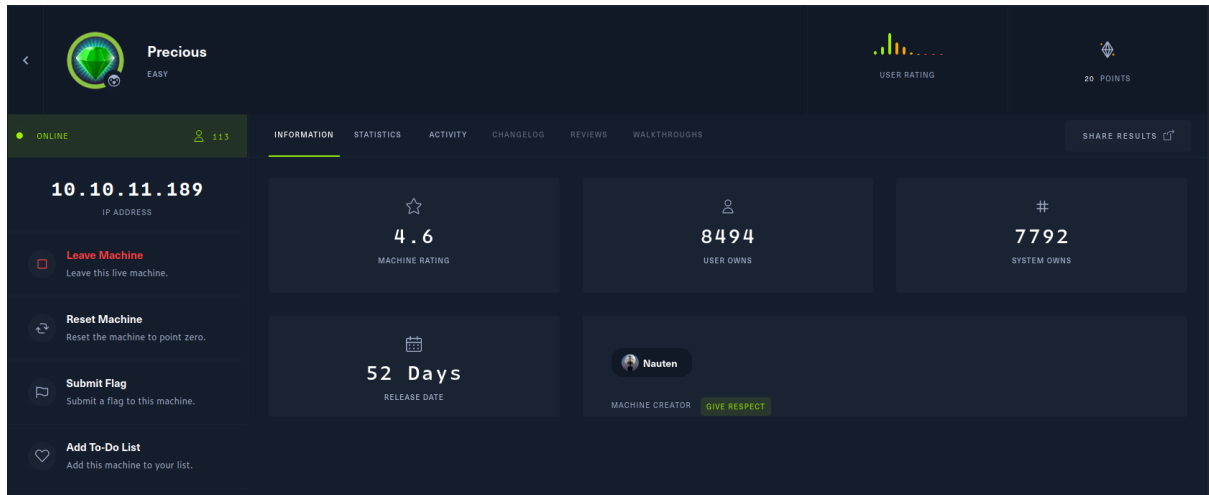 Precious
EASY
USER RATING
20 POINTS
ONLINE 113
INFORMATION STATISTICS ACTIVITY CHANGELOG REVIEWS WALKTHROUGHS
SHARE RESULTS
10.10.11.189
IP ADDRESS
Leave Machine
Leave this live machine.
Reset Machine
Reset the machine to point zero.
Submit Flag
Submit a flag to this machine.
Add To-Do List
Add this machine to your list.
4.6
MACHINE RATING
8494
USER OWNS
7792
SYSTEM OWNS
52 Days
RELEASE DATE
Nauten
MACHINE CREATOR GIVE RESPECT